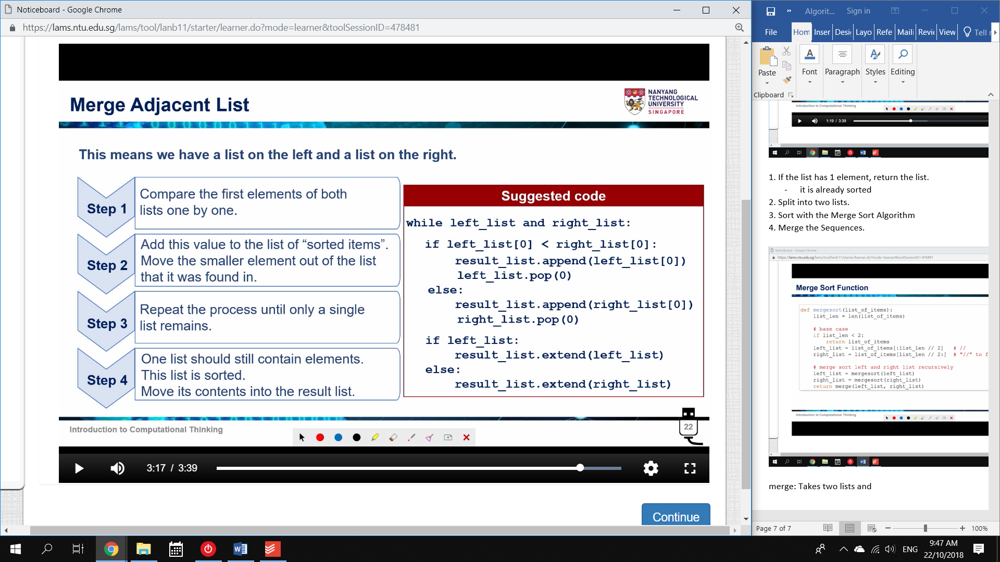 Noticeboard - Google Chrome
https://lams.ntu.edu.sg/lams/tool/lanb11/starter/learner.do?mode=learner&toolSessionID=478481
Merge Adjacent List
NANYANG
TECHNOLOGICAL
UNIVERSITY
SINGAPORE
This means we have a list on the left and a list on the right.
Step 1
Compare the first elements of both
lists one by one.
Step 2
Add this value to the list of “sorted items”.
Move the smaller element out of the list
that it was found in.
Step 3
Repeat the process until only a single
list remains.
Step 4
One list should still contain elements.
This list is sorted.
Move its contents into the result list.
Suggested code
while left_list and right_list:
if left_list[0] < right_list[0]:
result_list.append(left_list[0])
left_list.pop(0)
else:
result_list.append(right_list[0])
right_list.pop(0)
if left_list:
result_list.extend(left_list)
else:
result_list.extend(right_list)
Introduction to Computational Thinking
22
3:17 / 3:39
Continue
Algorit... Sign in
File Hom Inser Desi Layo Refe Maili Revi View Tell
Paste Font Paragraph Styles Editing
Clipboard
Introduction to Computational Thinking
1:19 / 3:39
1. If the list has 1 element, return the list.
- it is already sorted
2. Split into two lists.
3. Sort with the Merge Sort Algorithm
4. Merge the Sequences.
Noticeboard - Google Chrome
https://lams.ntu.edu.sg/lams/tool/lanb11/starter/learner.do?mode=learner&toolSessionID=478481
Merge Sort Function
def mergesort(list_of_items):
list_len = len(list_of_items)
# base case
if list_len < 2:
return list_of_items
left_list = list_of_items[:list_len // 2] # //
right_list = list_of_items[list_len // 2:] # "//" to f
# merge sort left and right list recursively
left_list = mergesort(left_list)
right_list = mergesort(right_list)
return merge(left_list, right_list)
Introduction to Computational Thinking
merge: Takes two lists and
Page 7 of 7
100%
ENG
9:47 AM
22/10/2018